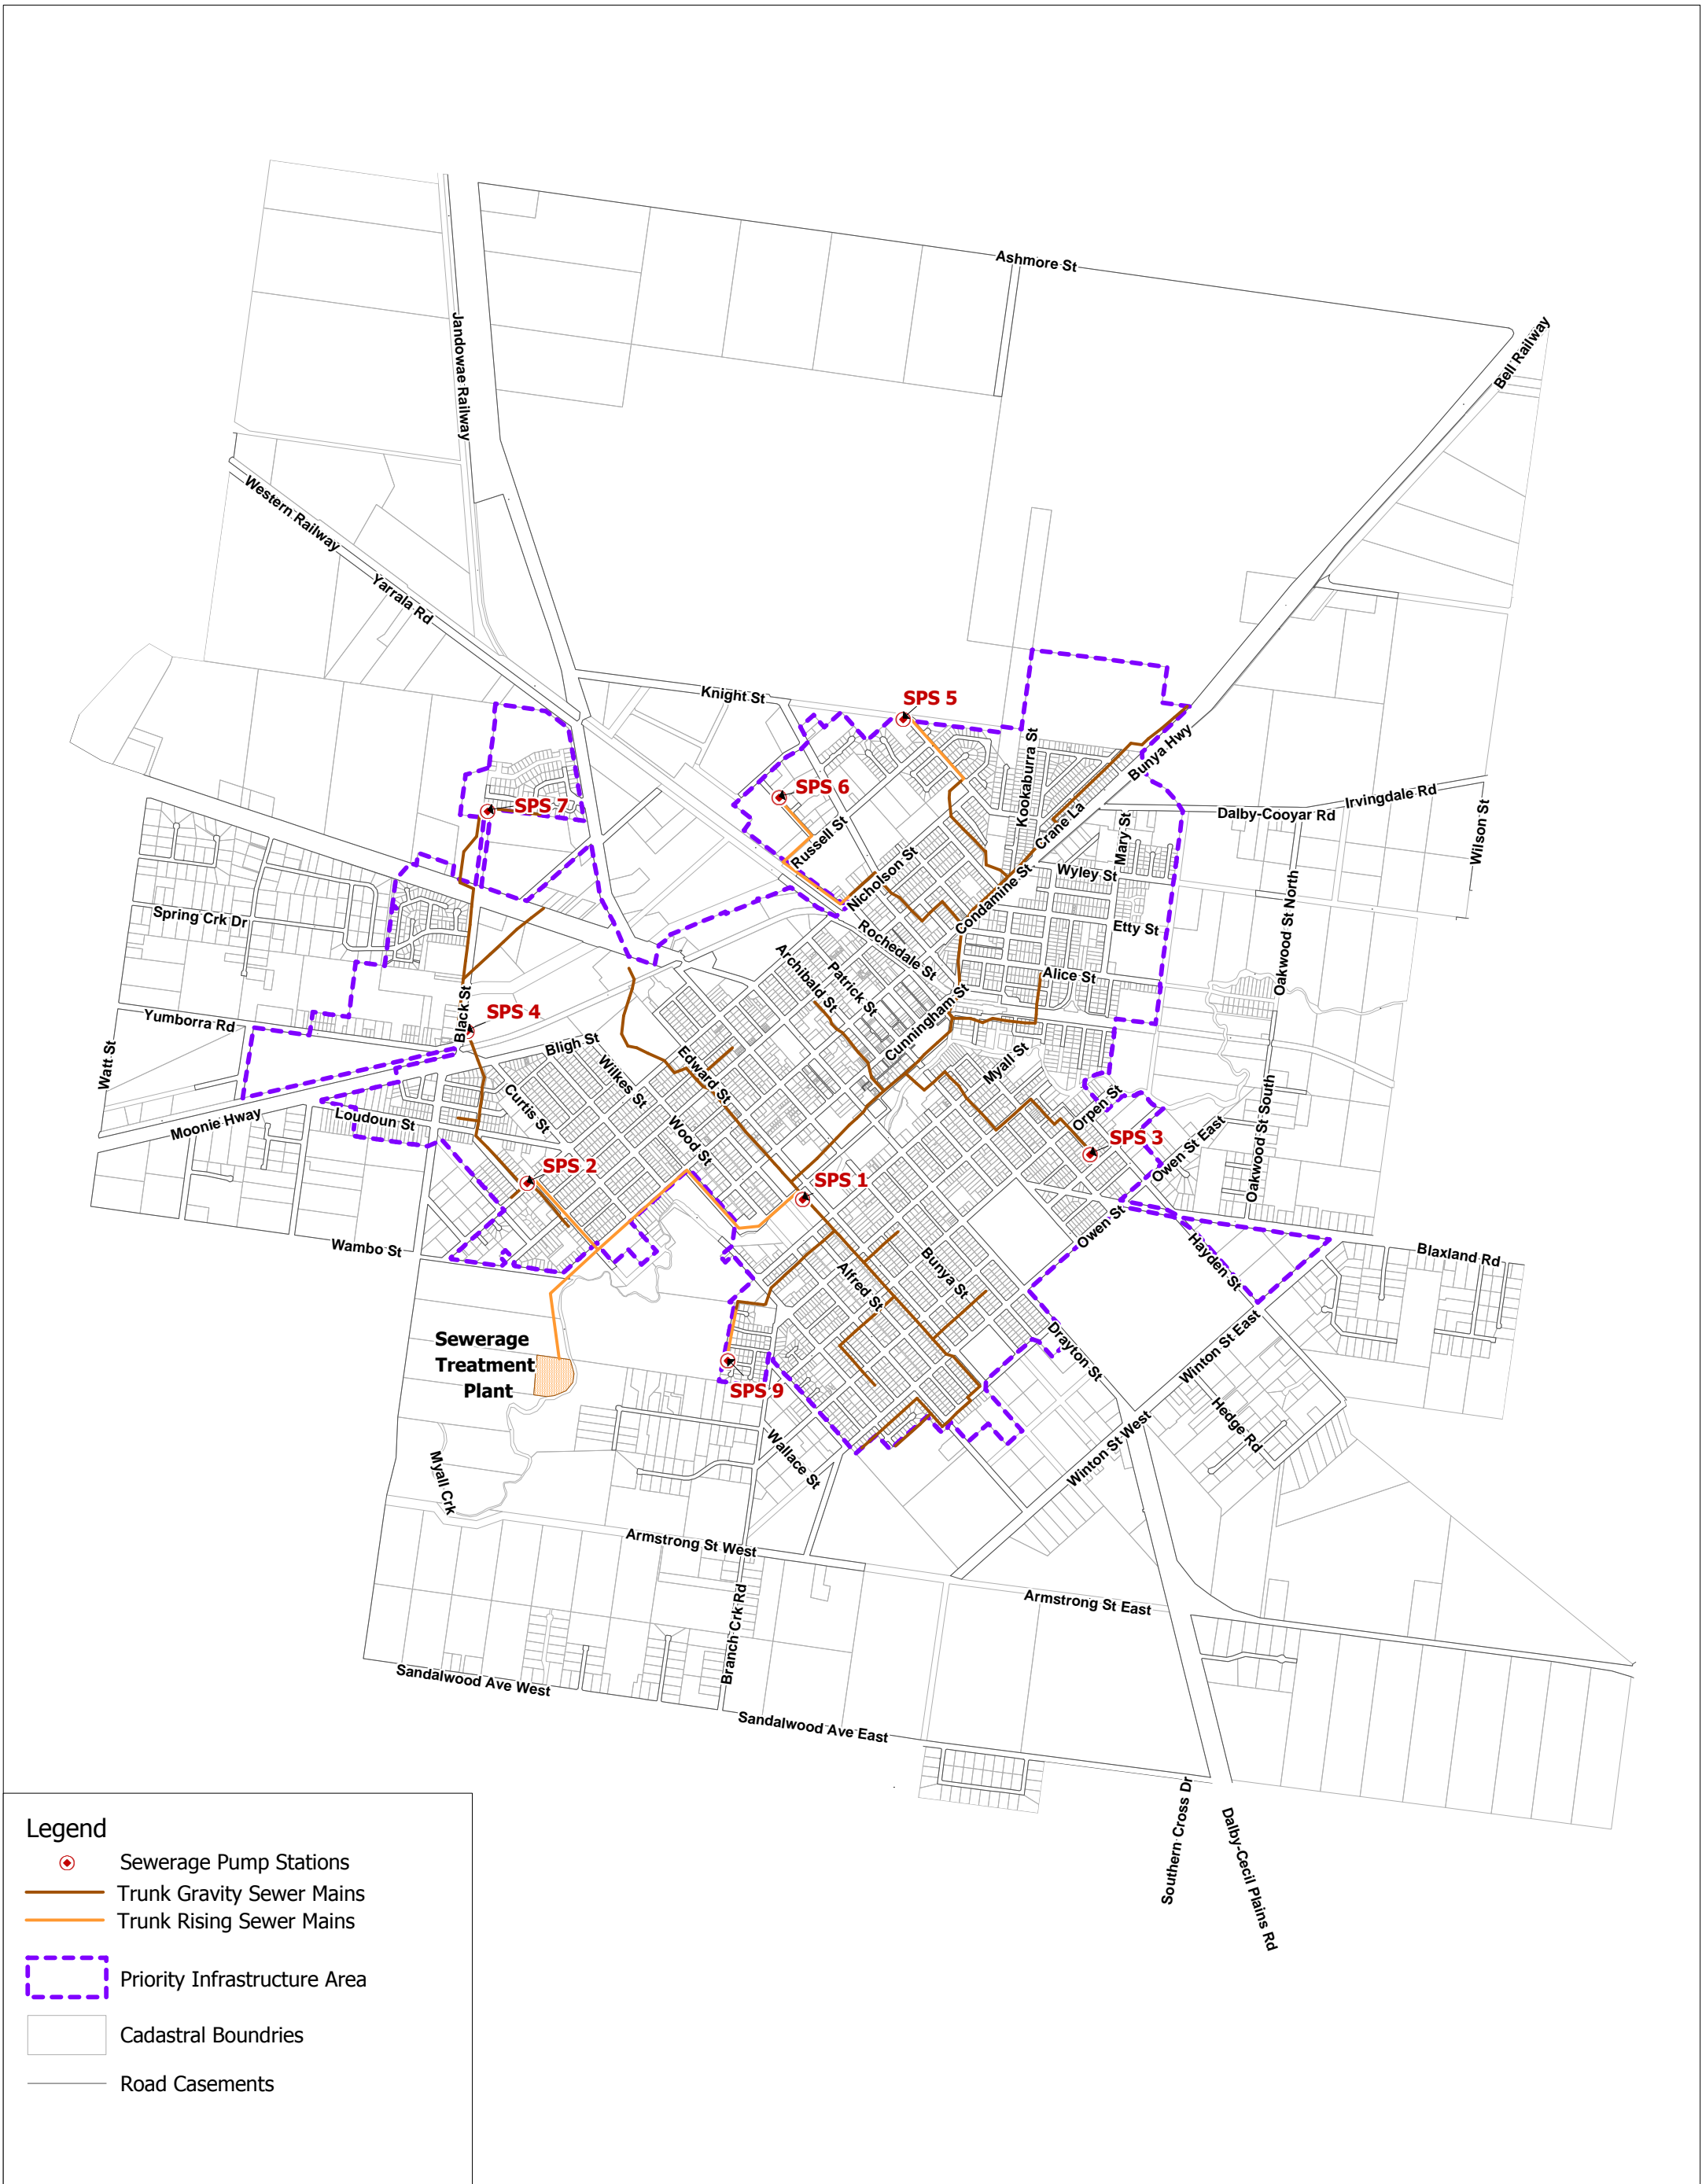 Ashmore St
Bell Railway
Jandowae Railway
Western Railway
Yarrala Rd
Knight St
SPS 5
Kookaburra St
Bunya Hwy
SPS 6
SPS 7
Crane La
Mary St
Dalby-Cooyar Rd
Irvingdale Rd
Wilson St
Russell St
Nicholson St
Wyley St
Condamine St
Oakwood St North
Spring Crk Dr
Etty St
Rochedale St
Archibald St
Patrick St
Alice St
Black St
SPS 4
Yumborra Rd
Cunningham St
Watt St
Bligh St
Wilkes St
Edward St
Myall St
Orpen St
Oakwood St South
Moonie Hway
Loudoun St
Curtis St
Wood St
SPS 3
Owen St East
SPS 2
SPS 1
Owen St
Wambo St
Hayden St
Blaxland Rd
Alfred St
Bunya St
Sewerage
Treatment
Plant
Drayton St
Winton St East
SPS 9
Hedge Rd
Wallace St
Winton St West
Myall Crk
Armstrong St West
Armstrong St East
Branch Crk Rd
Sandalwood Ave West
Sandalwood Ave East
Southern Cross Dr
Dalby-Cecil Plains Rd
Legend
Sewerage Pump Stations
Trunk Gravity Sewer Mains
Trunk Rising Sewer Mains
Priority Infrastructure Area
Cadastral Boundries
Road Casements